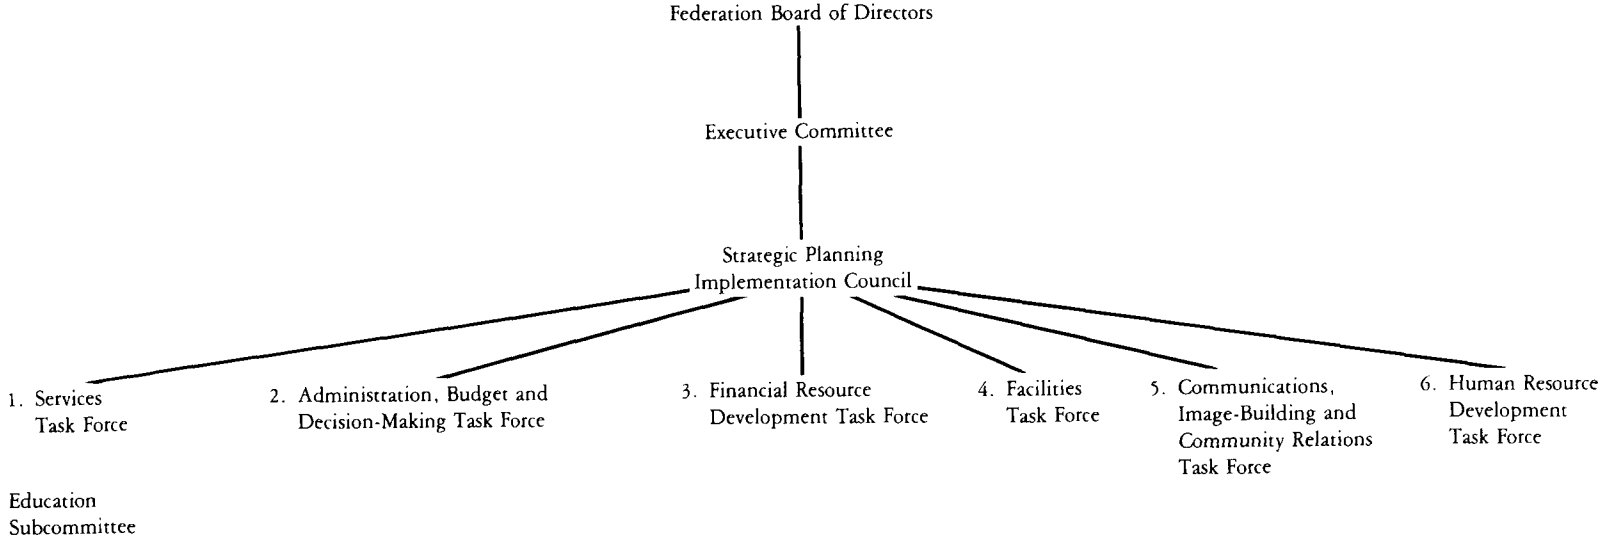 Federation Board of Directors
Executive Committee
Strategic Planning
Implementation Council
1. Services
Task Force
2. Administration, Budget and
Decision-Making Task Force
3. Financial Resource
Development Task Force
4. Facilities
Task Force
5. Communications,
Image-Building and
Community Relations
Task Force
6. Human Resource
Development
Task Force
Education
Subcommittee